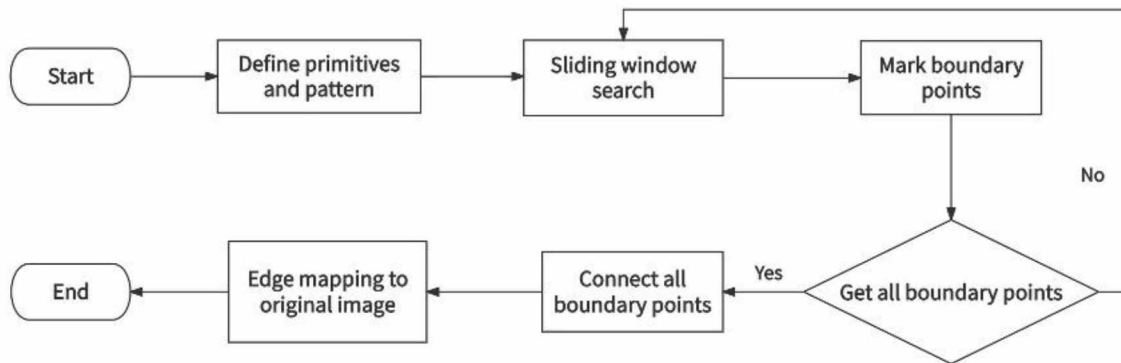 Start
Define primitives
and pattern
Sliding window
search
Mark boundary
points
No
End
Edge mapping to
original image
Connect all
boundary points
Yes
Get all boundary points